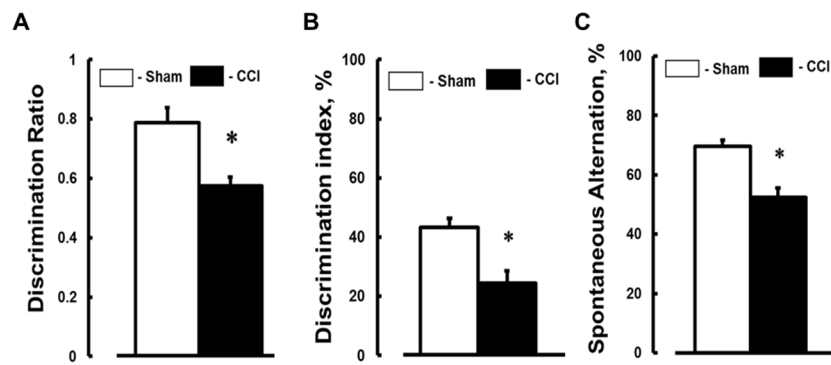 A
Discrimination Ratio
1
0.8
0.6
0.4
0.2
0
- Sham - CCI
*
B
Discrimination index, %
100
80
60
40
20
0
- Sham - CCI
*
C
Spontaneous Alternation, %
100
80
60
40
20
0
- Sham - CCI
*